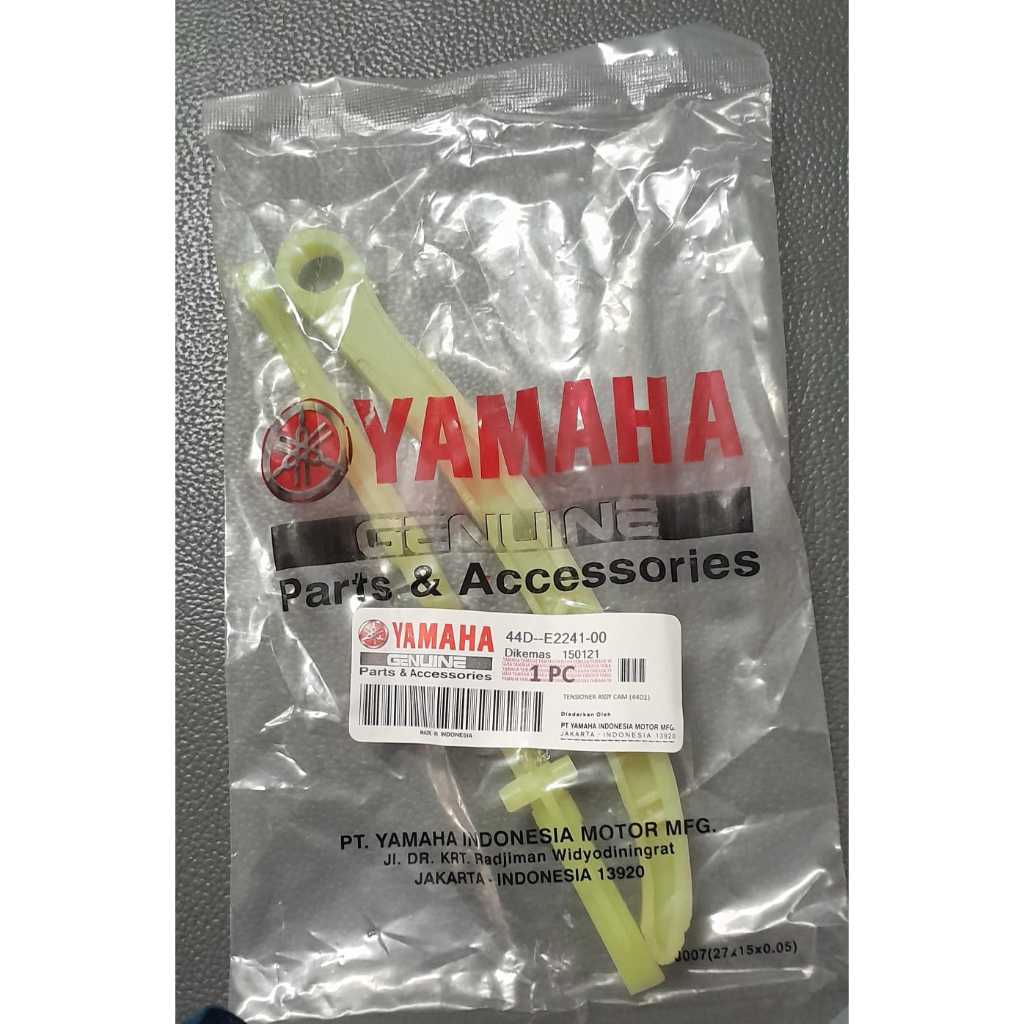 YAMAHA
GENUINE
Parts & Accessories
YAMAHA
GENUINE
Parts & Accessories
MADE IN INDONESIA
44D--E2241-00
Dikemas 150121
1 PC
TENSIONER ASSY CAM (44D2)
Diedarkan Oleh
PT YAMAHA INDONESIA MOTOR MFG.
JAKARTA - INDONESIA 13920
PT. YAMAHA INDONESIA MOTOR MFG.
Jl. DR. KRT. Radjiman Widyodiningrat
JAKARTA - INDONESIA 13920
007(27x15x0.05)